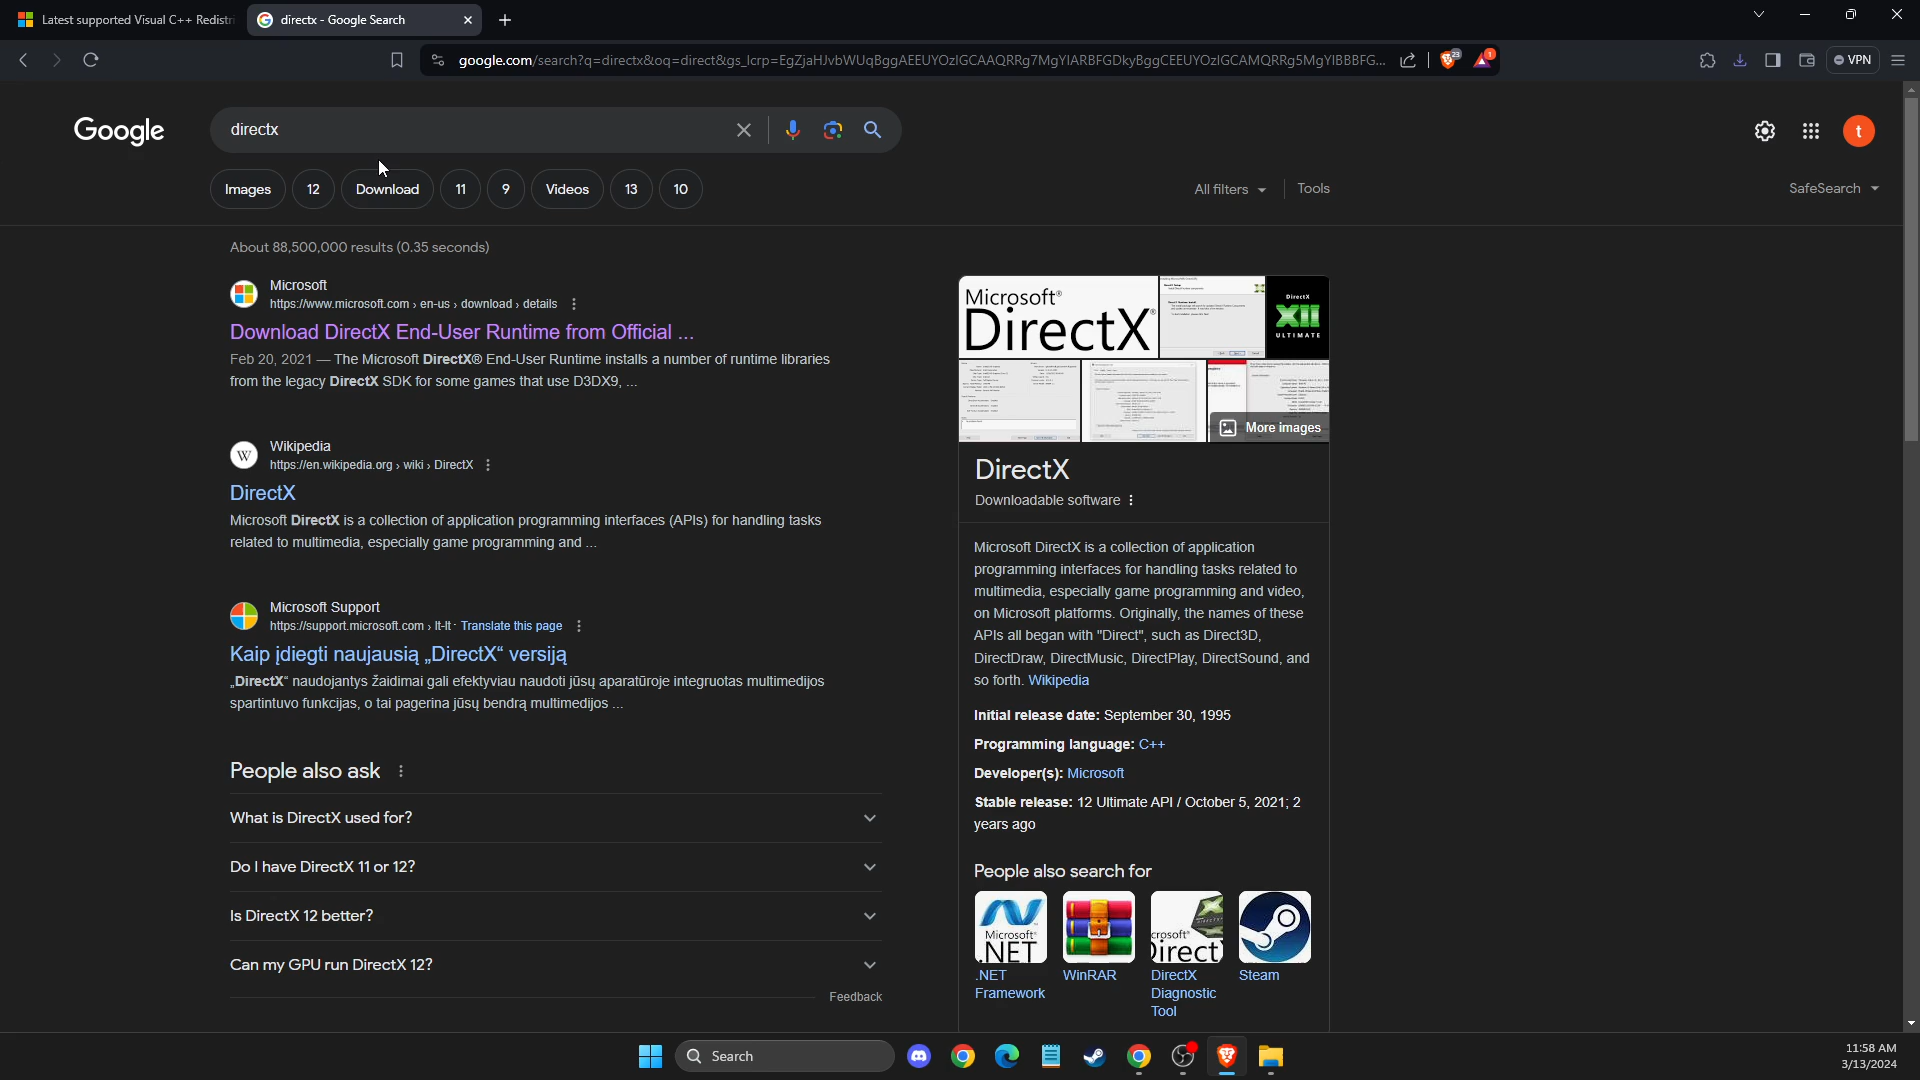 Latest supported Visual C++ Redistri
directx - Google Search
google.com/search?q=directx&oq=direct&gs_lcrp=EgZjaHJvbWUqBggAEEUYOzIGCAAQRRg7MgYIARBFGDkyBggCEEUYOzIGCAMQRRg5MgYIBBBFG...
23
1
VPN
Google
directx
t
Images
12
Download
11
9
Videos
13
10
All filters
Tools
SafeSearch
About 88,500,000 results (0.35 seconds)
Microsoft
https://www.microsoft.com › en-us › download › details
Download DirectX End-User Runtime from Official ...
Feb 20, 2021 — The Microsoft DirectX® End-User Runtime installs a number of runtime libraries
from the legacy DirectX SDK for some games that use D3DX9, ...
W
Wikipedia
https://en.wikipedia.org › wiki › DirectX
DirectX
Microsoft DirectX is a collection of application programming interfaces (APIs) for handling tasks
related to multimedia, especially game programming and ...
Microsoft Support
https://support.microsoft.com › lt-lt · Translate this page
Kaip įdiegti naujausią „DirectX“ versiją
„DirectX“ naudojantys žaidimai gali efektyviau naudoti jūsų aparatūroje integruotas multimedijos
spartintuvo funkcijas, o tai pagerina jūsų bendrą multimedijos ...
People also ask
What is DirectX used for?
Do I have DirectX 11 or 12?
Is DirectX 12 better?
Can my GPU run DirectX 12?
Feedback
Microsoft®
DirectX®
DirectX
XII
ULTIMATE
More images
DirectX
Downloadable software
Microsoft DirectX is a collection of application
programming interfaces for handling tasks related to
multimedia, especially game programming and video,
on Microsoft platforms. Originally, the names of these
APIs all began with "Direct", such as Direct3D,
DirectDraw, DirectMusic, DirectPlay, DirectSound, and
so forth. Wikipedia
Initial release date: September 30, 1995
Programming language: C++
Developer(s): Microsoft
Stable release: 12 Ultimate API / October 5, 2021; 2
years ago
People also search for
Microsoft
.NET
.NET
Framework
WinRAR
crosoft®
Direct
DirectX
Diagnostic
Tool
Steam
Search
11:58 AM
3/13/2024